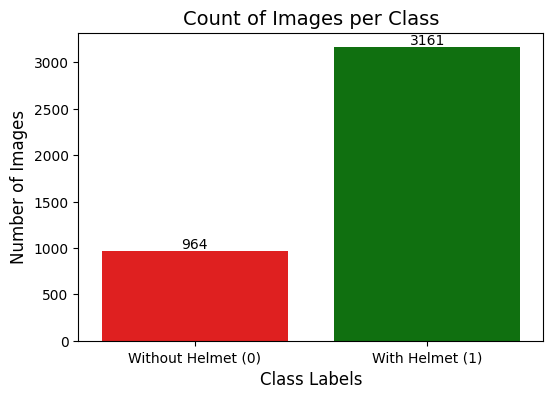 Count of Images per Class
3161
3000
2500
2000
1500
1000
964
500
0
Number of Images
Without Helmet (0)
With Helmet (1)
Class Labels